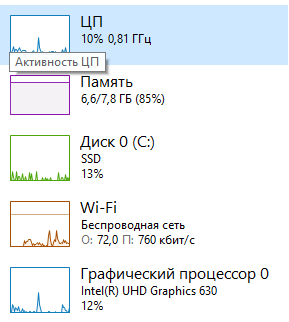 ЦП
10% 0,81 ГГц
Активность ЦП
Память
6,6/7,8 ГБ (85%)
Диск 0 (C:)
SSD
13%
Wi-Fi
Беспроводная сеть
О: 72,0 П: 760 кбит/с
Графический процессор 0
Intel(R) UHD Graphics 630
12%